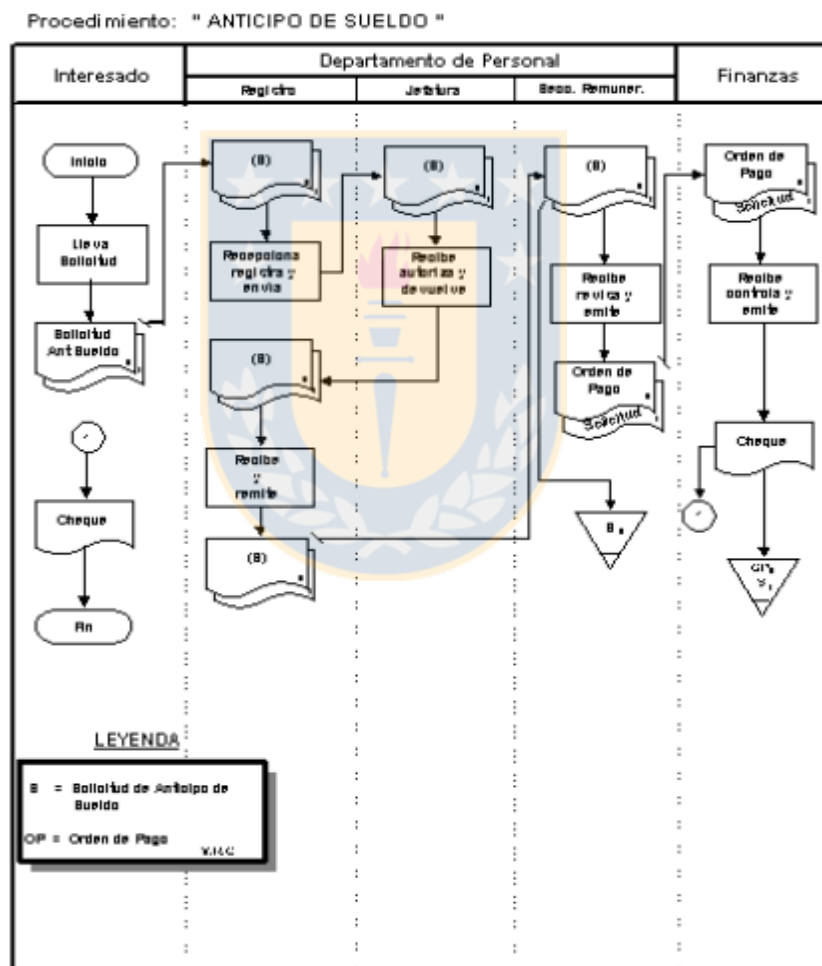 Procedimiento: " ANTICIPO DE SUELDO "
Interesado
Departamento de Personal
Finanzas
Registro
Jefatura
Secc. Remuner.
Inicio
Lleva
Solicitud
Solicitud
Ant Sueldo
Cheque
Fin
(S)
Recepciona
registra y
envia
(S)
Recibe
y
remite
(S)
(S)
Recibe
autoriza y
devuelve
(S)
Recibe
revisa y
emite
Orden de
Pago
Solicitud
S
Orden de
Pago
Solicitud
Recibe
controla y
emite
Cheque
LEYENDA
S = Solicitud de Anticipo de
Sueldo
OP = Orden de Pago